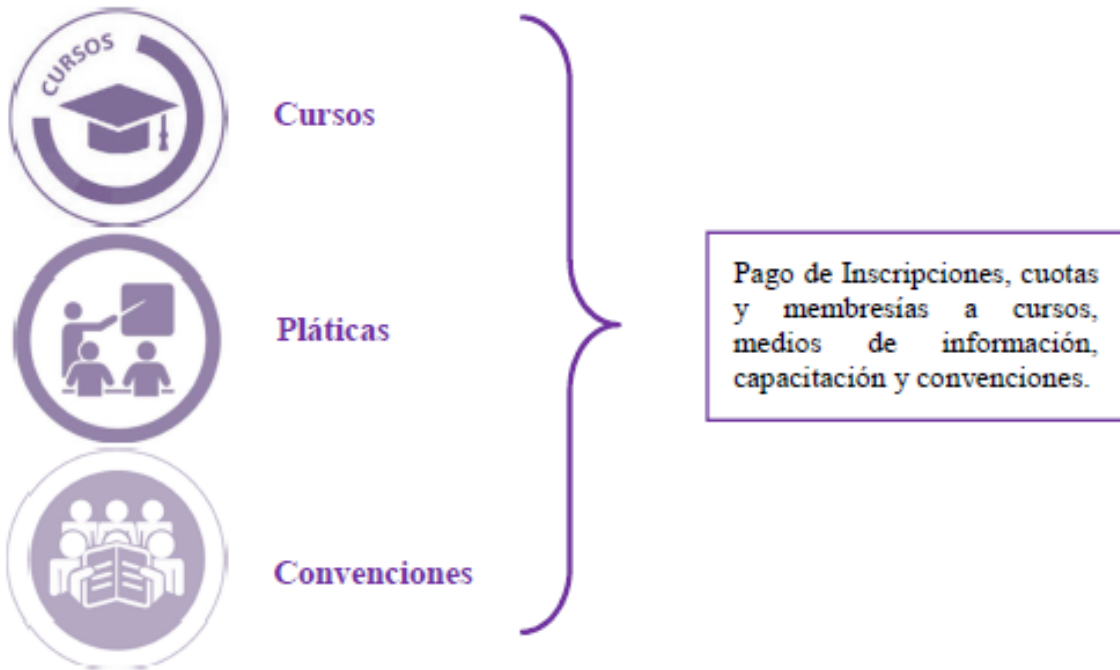 CURSOS
Cursos
Pláticas
Convenciones
Pago de Inscripciones, cuotas
y membresías a cursos,
medios de información,
capacitación y convenciones.